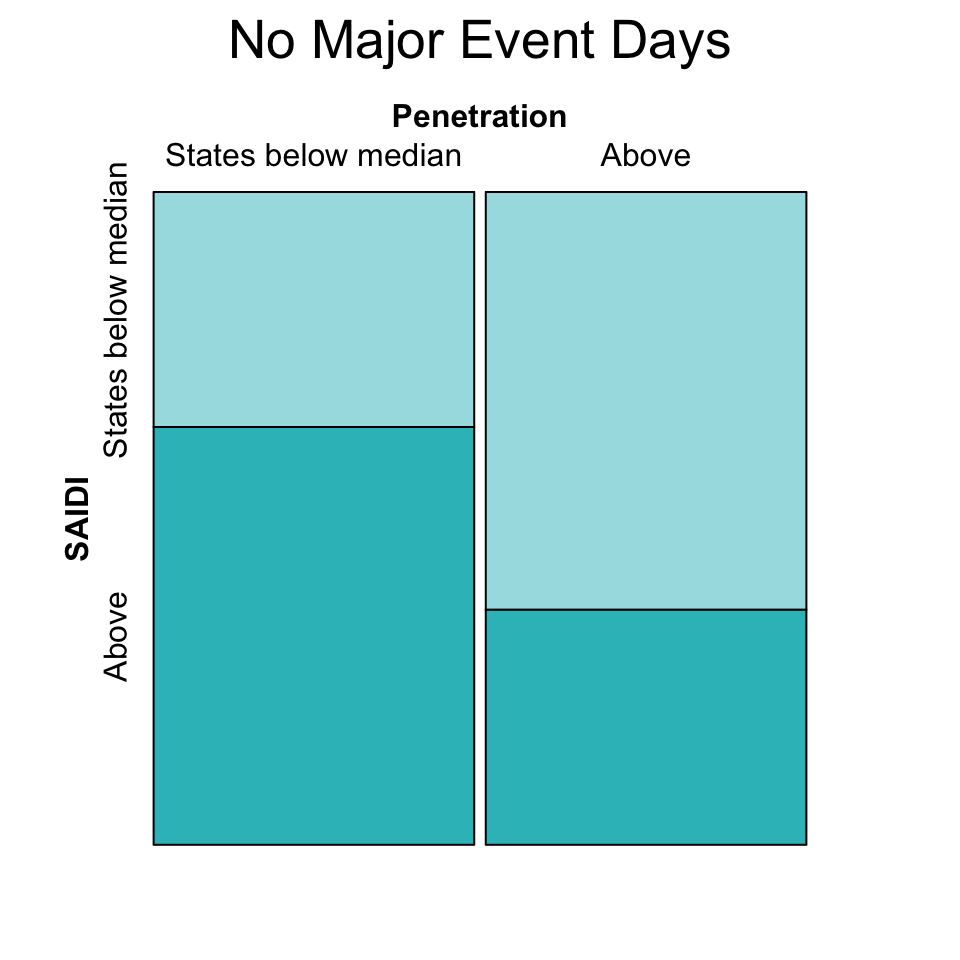 No Major Event Days
Penetration
States below median
Above
SAIDI
States below median
Above